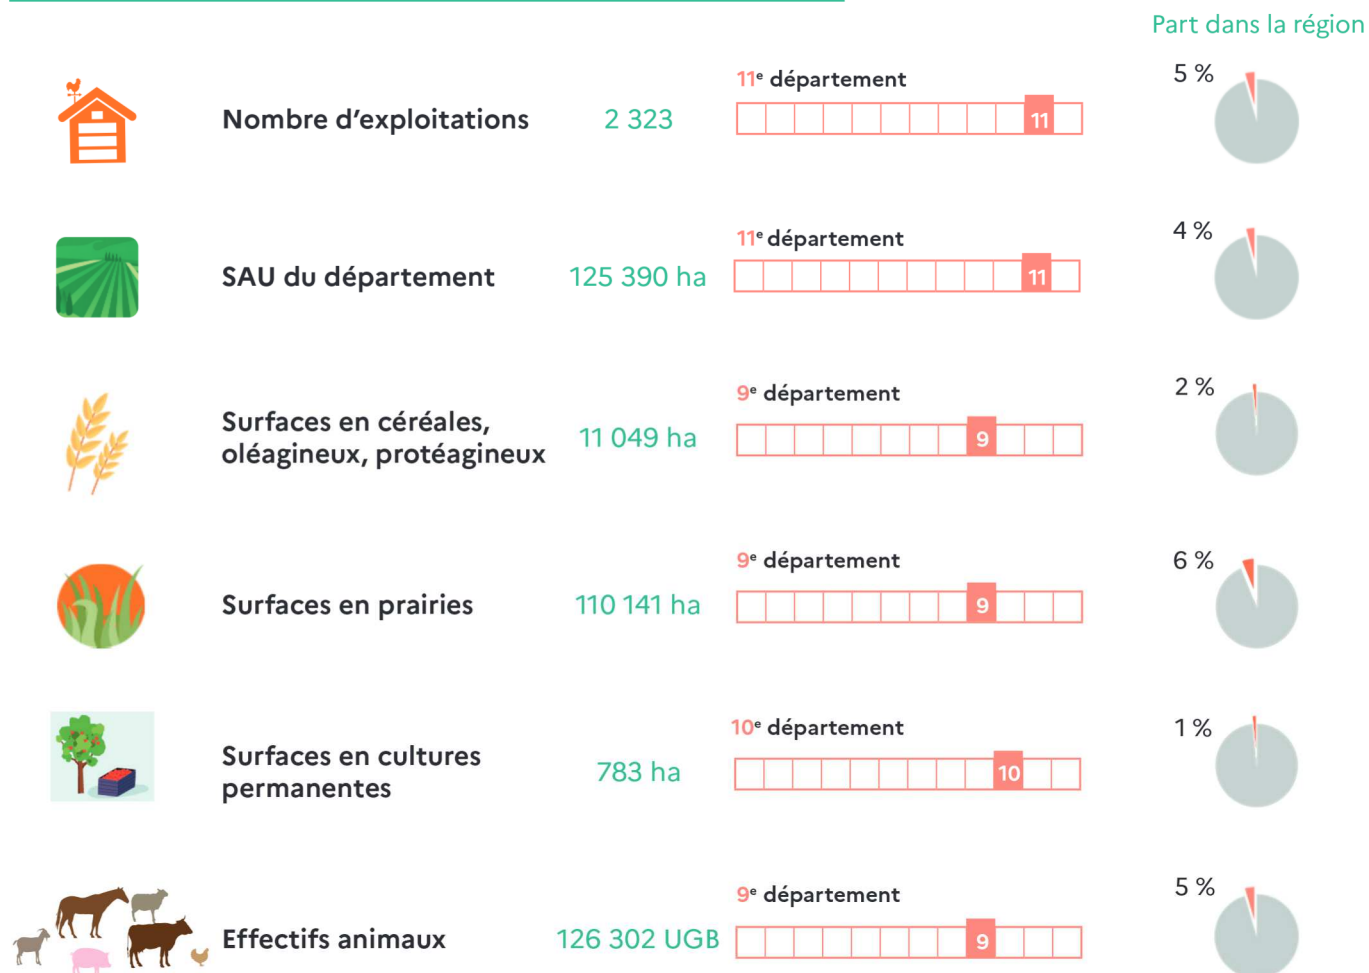 Part dans la région
Nombre d’exploitations
2 323
11e département
11
5 %
SAU du département
125 390 ha
11e département
11
4 %
Surfaces en céréales,
oléagineux, protéagineux
11 049 ha
9e département
9
2 %
Surfaces en prairies
110 141 ha
9e département
9
6 %
Surfaces en cultures
permanentes
783 ha
10e département
10
1 %
Effectifs animaux
126 302 UGB
9e département
9
5 %